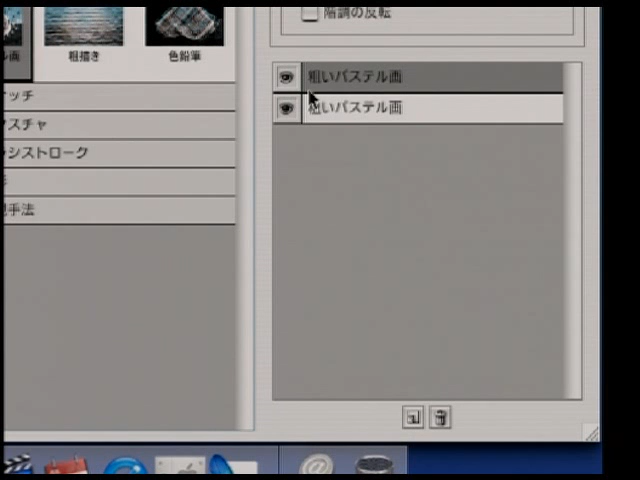 階調の反転
画
粗描き
色鉛筆
粗いパステル画
粗いパステル画
ッチ
クスチャ
シストローク
手法